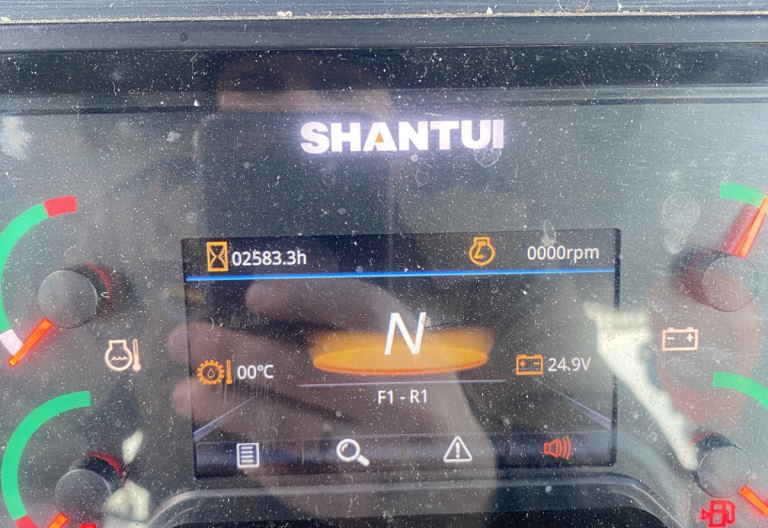 SHANTUI
02583.3h
0000rpm
N
00°C
24.9V
F1 - R1